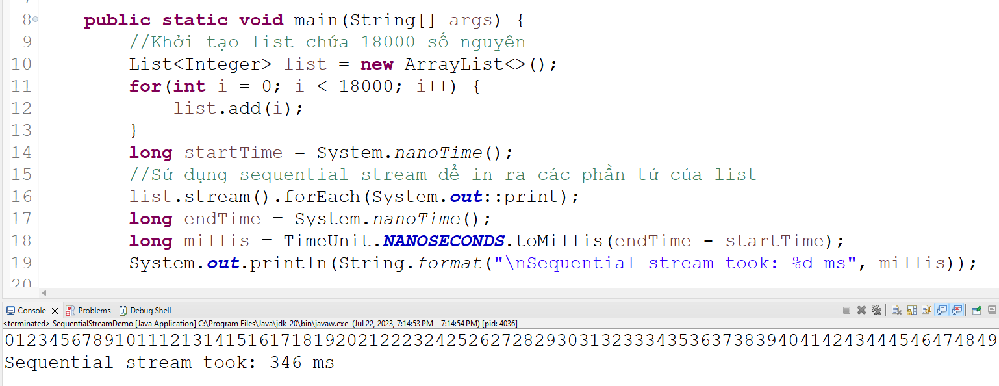 8 public static void main(String[] args) {
9 //Khởi tạo list chứa 18000 số nguyên
10 List<Integer> list = new ArrayList<>();
11 for(int i = 0; i < 18000; i++) {
12 list.add(i);
13 }
14 long startTime = System.nanoTime();
15 //Sử dụng sequential stream để in ra các phần tử của list
16 list.stream().forEach(System.out::print);
17 long endTime = System.nanoTime();
18 long millis = TimeUnit.NANOSECONDS.toMillis(endTime - startTime);
19 System.out.println(String.format("\nSequential stream took: %d ms", millis));
20
Console Problems Debug Shell
<terminated> SequentialStreamDemo [Java Application] C:\Program Files\Java\jdk-20\bin\javaw.exe (Jul 22, 2023, 7:14:53 PM – 7:14:54 PM) [pid: 4036]
012345678910111213141516171819202122232425262728293031323334353637383940414243444546474849
Sequential stream took: 346 ms